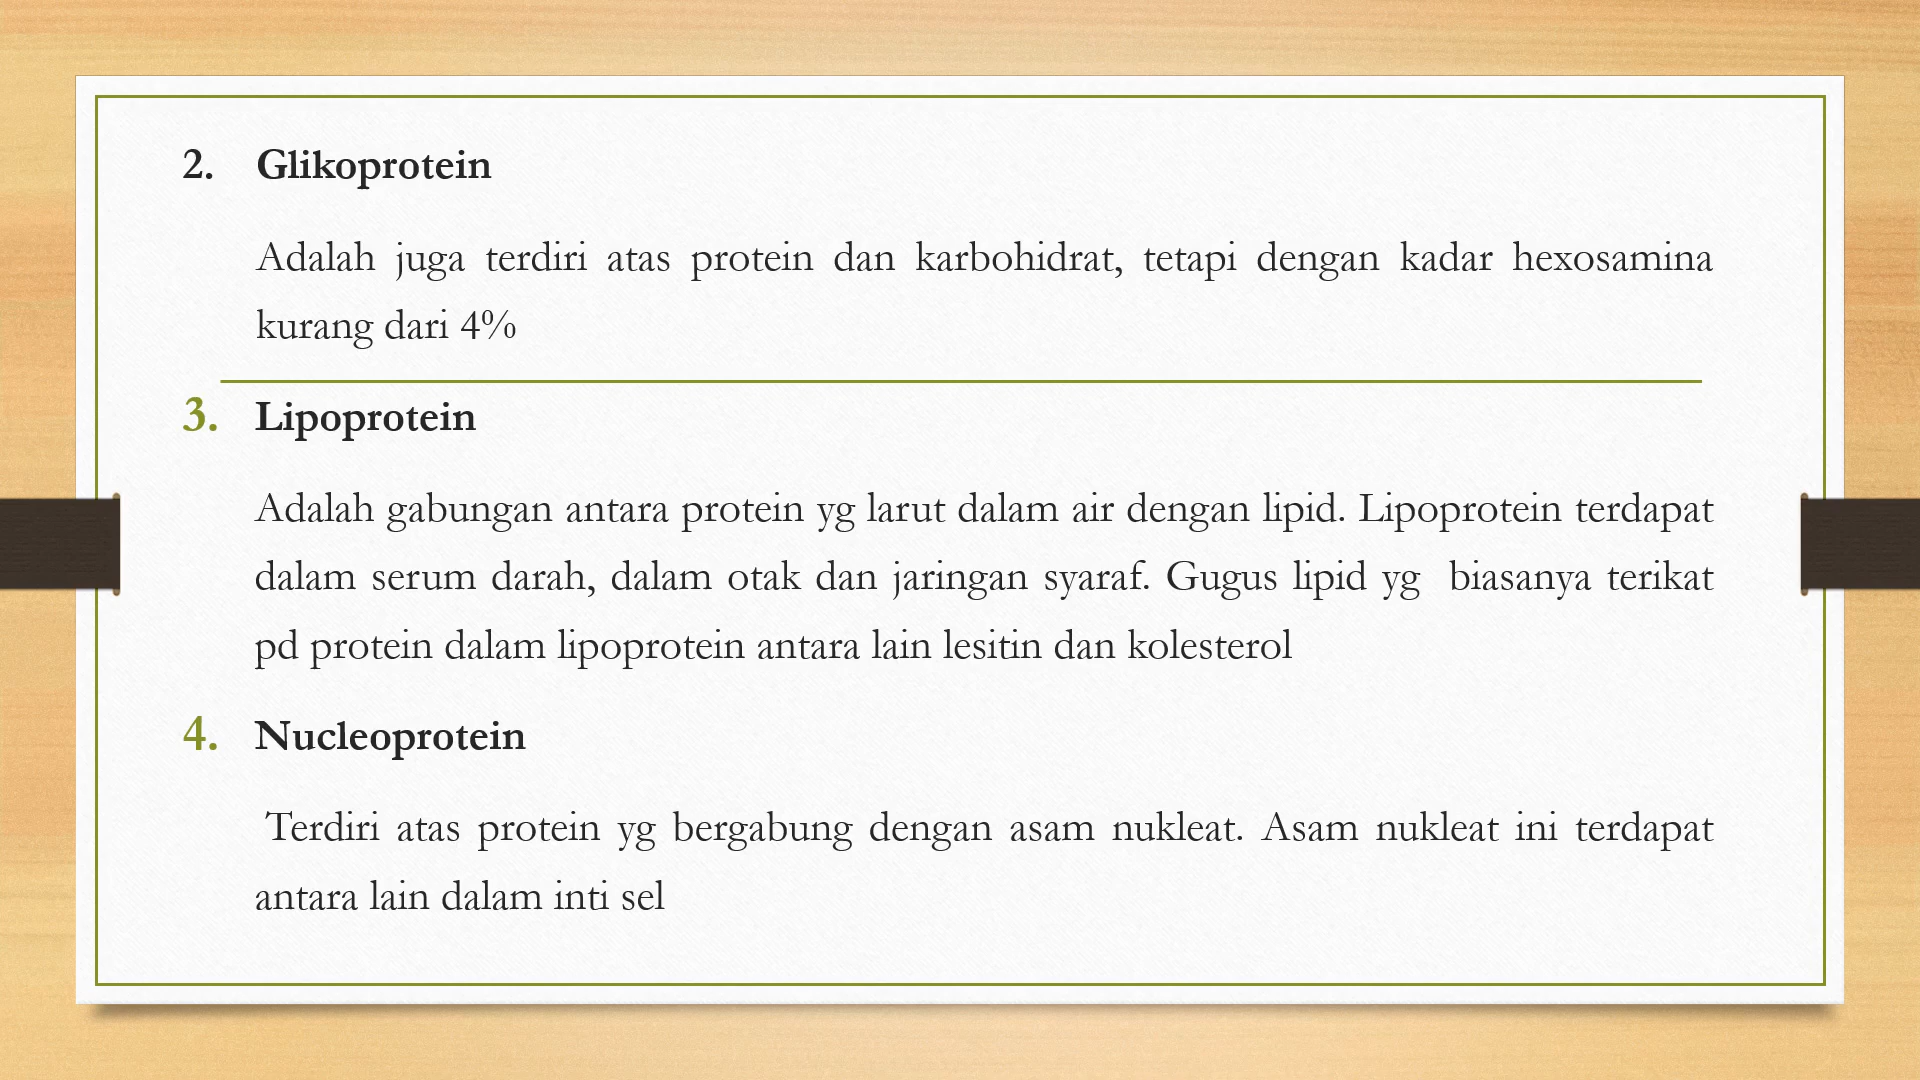 2. Glikoprotein
Adalah juga terdiri atas protein dan karbohidrat, tetapi dengan kadar hexosamina
kurang dari 4%
3. Lipoprotein
Adalah gabungan antara protein yg larut dalam air dengan lipid. Lipoprotein terdapat
dalam serum darah, dalam otak dan jaringan syaraf. Gugus lipid yg biasanya terikat
pd protein dalam lipoprotein antara lain lesitin dan kolesterol
4. Nucleoprotein
Terdiri atas protein yg bergabung dengan asam nukleat. Asam nukleat ini terdapat
antara lain dalam inti sel